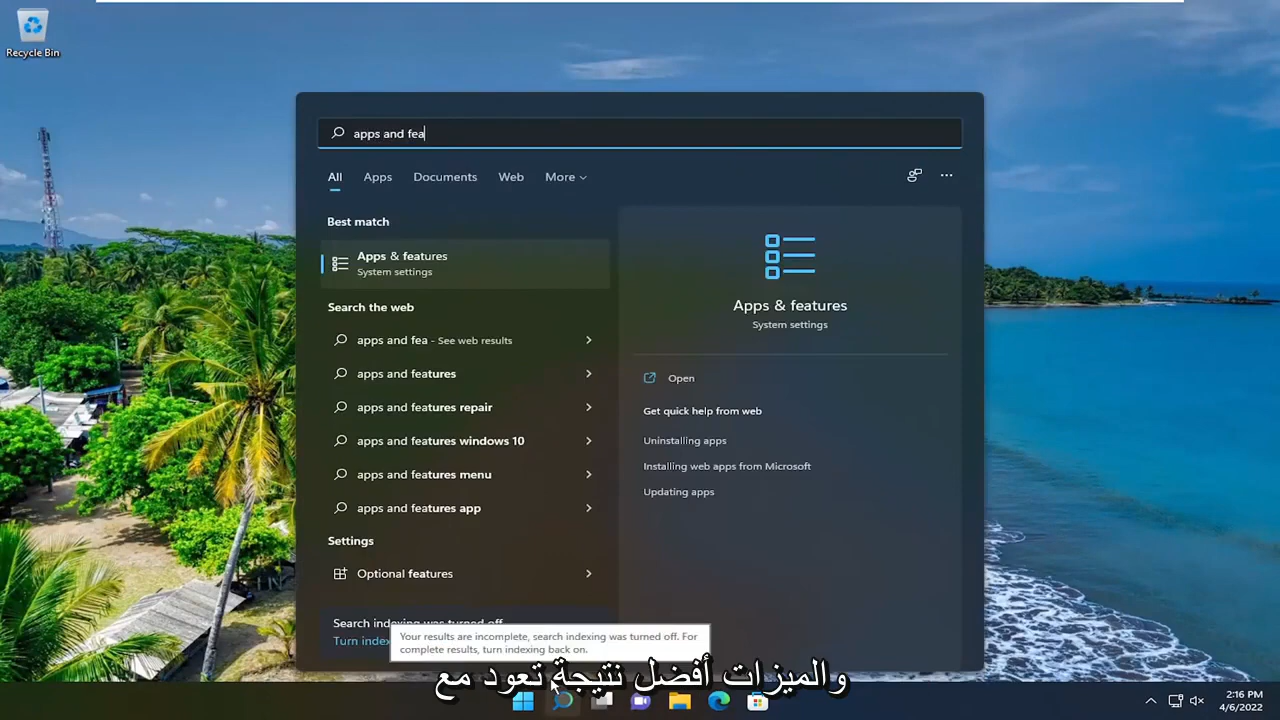 Recycle Bin
apps and fea
All Apps Documents Web More
Best match
Apps & features
System settings
Search the web
apps and fea - See web results
apps and features
apps and features repair
apps and features windows 10
apps and features menu
apps and features app
Settings
Optional features
Search indexing was turned off.
Turn index
Your results are incomplete, search indexing was turned off. For
complete results, turn indexing back on.
Apps & features
System settings
Open
Get quick help from web
Uninstalling apps
Installing web apps from Microsoft
Updating apps
والميزات أفضل نتيجة تعود مع
2:16 PM
4/6/2022